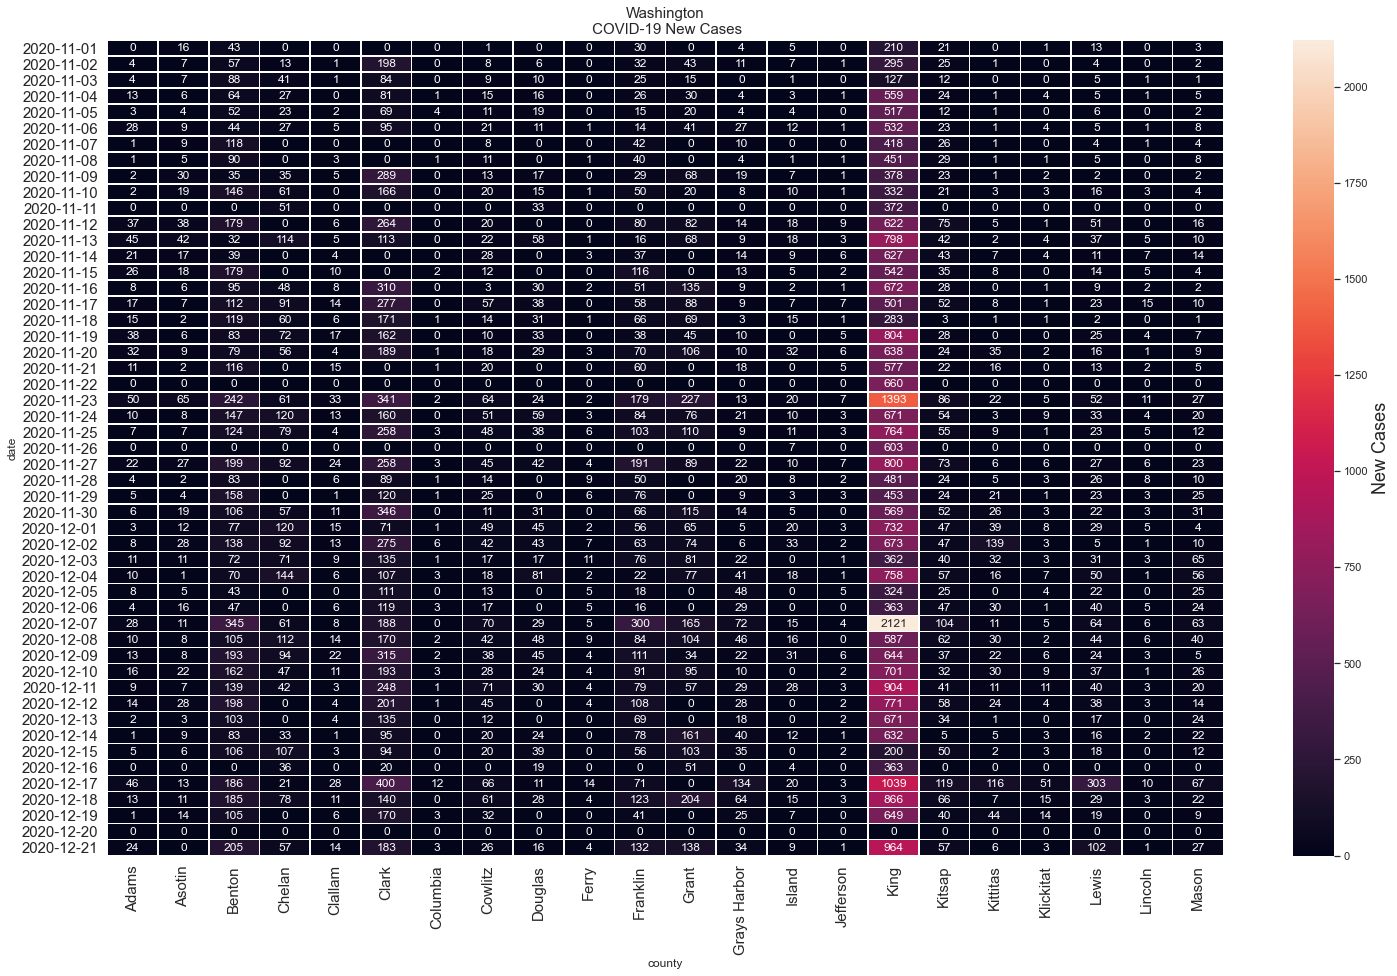 Washington
COVID-19 New Cases
2020-11-01 0 16 43 0 0 0 0 1 0 0 30 0 4 5 0 210 21 0 1 13 0 3
2020-11-02 4 7 57 13 1 198 0 8 6 0 32 43 11 7 1 295 25 1 0 4 0 2
2020-11-03 4 7 88 41 1 84 0 9 10 0 25 15 0 1 0 127 12 0 0 5 1 1
2020-11-04 13 6 64 27 0 81 1 15 16 0 26 30 4 3 1 559 24 1 4 5 1 5
2020-11-05 3 4 52 23 2 69 4 11 19 0 15 20 4 4 0 517 12 1 0 6 0 2
2020-11-06 28 9 44 27 5 95 0 21 11 1 14 41 27 12 1 532 23 1 4 5 1 8
2020-11-07 1 9 118 0 0 0 0 8 0 0 42 0 10 0 0 418 26 1 0 4 1 4
2020-11-08 1 5 90 0 3 0 1 11 0 1 40 0 4 1 1 451 29 1 1 5 0 8
2020-11-09 2 30 35 35 5 289 0 13 17 0 29 68 19 7 1 378 23 1 2 2 0 2
2020-11-10 2 19 146 61 0 166 0 20 15 1 50 20 8 10 1 332 21 3 3 16 3 4
2020-11-11 0 0 0 51 0 0 0 0 33 0 0 0 0 0 0 372 0 0 0 0 0 0
2020-11-12 37 38 179 0 6 264 0 20 0 0 80 82 14 18 9 622 75 5 1 51 0 16
2020-11-13 45 42 32 114 5 113 0 22 58 1 16 68 9 18 3 798 42 2 4 37 5 10
2020-11-14 21 17 39 0 4 0 0 28 0 3 37 0 14 9 6 627 43 7 4 11 7 14
2020-11-15 26 18 179 0 10 0 2 12 0 0 116 0 13 5 2 542 35 8 0 14 5 4
2020-11-16 8 6 95 48 8 310 0 3 30 2 51 135 9 2 1 672 28 0 1 9 2 2
2020-11-17 17 7 112 91 14 277 0 57 38 0 58 88 9 7 7 501 52 8 1 23 15 10
2020-11-18 15 2 119 60 6 171 1 14 31 1 66 69 3 15 1 283 3 1 1 2 0 1
2020-11-19 38 6 83 72 17 162 0 10 33 0 38 45 10 0 5 804 28 0 0 25 4 7
2020-11-20 32 9 79 56 4 189 1 18 29 3 70 106 10 32 6 638 24 35 2 16 1 9
2020-11-21 11 2 116 0 15 0 1 20 0 0 60 0 18 0 5 577 22 16 0 13 2 5
2020-11-22 0 0 0 0 0 0 0 0 0 0 0 0 0 0 0 660 0 0 0 0 0 0
2020-11-23 50 65 242 61 33 341 2 64 24 2 179 227 13 20 7 1393 86 22 5 52 11 27
2020-11-24 10 8 147 120 13 160 0 51 59 3 84 76 21 10 3 671 54 3 9 33 4 20
2020-11-25 7 7 124 79 4 258 3 48 38 6 103 110 9 11 3 764 55 9 1 23 5 12
2020-11-26 0 0 0 0 0 0 0 0 0 0 0 0 0 7 0 603 0 0 0 0 0 0
2020-11-27 22 27 199 92 24 258 3 45 42 4 191 89 22 10 7 800 73 6 6 27 6 23
2020-11-28 4 2 83 0 6 89 1 14 0 9 50 0 20 8 2 481 24 5 3 26 8 10
2020-11-29 5 4 158 0 1 120 1 25 0 6 76 0 9 3 3 453 24 21 1 23 3 25
2020-11-30 6 19 106 57 11 346 0 11 31 0 66 115 14 5 0 569 52 26 3 22 3 31
2020-12-01 3 12 77 120 15 71 1 49 45 2 56 65 5 20 3 732 47 39 8 29 5 4
2020-12-02 8 28 138 92 13 275 6 42 43 7 63 74 6 33 2 673 47 139 3 5 1 10
2020-12-03 11 11 72 71 9 135 1 17 17 11 76 81 22 0 1 362 40 32 3 31 3 65
2020-12-04 10 1 70 144 6 107 3 18 81 2 22 77 41 18 1 758 57 16 7 50 1 56
2020-12-05 8 5 43 0 0 111 0 13 0 5 18 0 48 0 5 324 25 0 4 22 0 25
2020-12-06 4 16 47 0 6 119 3 17 0 5 16 0 29 0 0 363 47 30 1 40 5 24
2020-12-07 28 11 345 61 8 188 0 70 29 5 300 165 72 15 4 2121 104 11 5 64 6 63
2020-12-08 10 8 105 112 14 170 2 42 48 9 84 104 46 16 0 587 62 30 2 44 6 40
2020-12-09 13 8 193 94 22 315 2 38 45 4 111 34 22 31 6 644 37 22 6 24 3 5
2020-12-10 16 22 162 47 11 193 3 28 24 4 91 95 10 0 2 701 32 30 9 37 1 26
2020-12-11 9 7 139 42 3 248 1 71 30 4 79 57 29 28 3 904 41 11 11 40 3 20
2020-12-12 14 28 198 0 4 201 1 45 0 4 108 0 28 0 2 771 58 24 4 38 3 14
2020-12-13 2 3 103 0 4 135 0 12 0 0 69 0 18 0 2 671 34 1 0 17 0 24
2020-12-14 1 9 83 33 1 95 0 20 24 0 78 161 40 12 1 632 5 5 3 16 2 22
2020-12-15 5 6 106 107 3 94 0 20 39 0 56 103 35 0 2 200 50 2 3 18 0 12
2020-12-16 0 0 0 36 0 20 0 0 19 0 0 51 0 4 0 363 0 0 0 0 0 0
2020-12-17 46 13 186 21 28 400 12 66 11 14 71 0 134 20 3 1039 119 116 51 303 10 67
2020-12-18 13 11 185 78 11 140 0 61 28 4 123 204 64 15 3 866 66 7 15 29 3 22
2020-12-19 1 14 105 0 6 170 3 32 0 0 41 0 25 7 0 649 40 44 14 19 0 9
2020-12-20 0 0 0 0 0 0 0 0 0 0 0 0 0 0 0 0 0 0 0 0 0 0
2020-12-21 24 0 205 57 14 183 3 26 16 4 132 138 34 9 1 964 57 6 3 102 1 27
date
Adams Asotin Benton Chelan Clallam Clark Columbia Cowlitz Douglas Ferry Franklin Grant Grays Harbor Island Jefferson King Kitsap Kittitas Klickitat Lewis Lincoln Mason
county
2000
1750
1500
1250
1000
750
500
250
0
New Cases